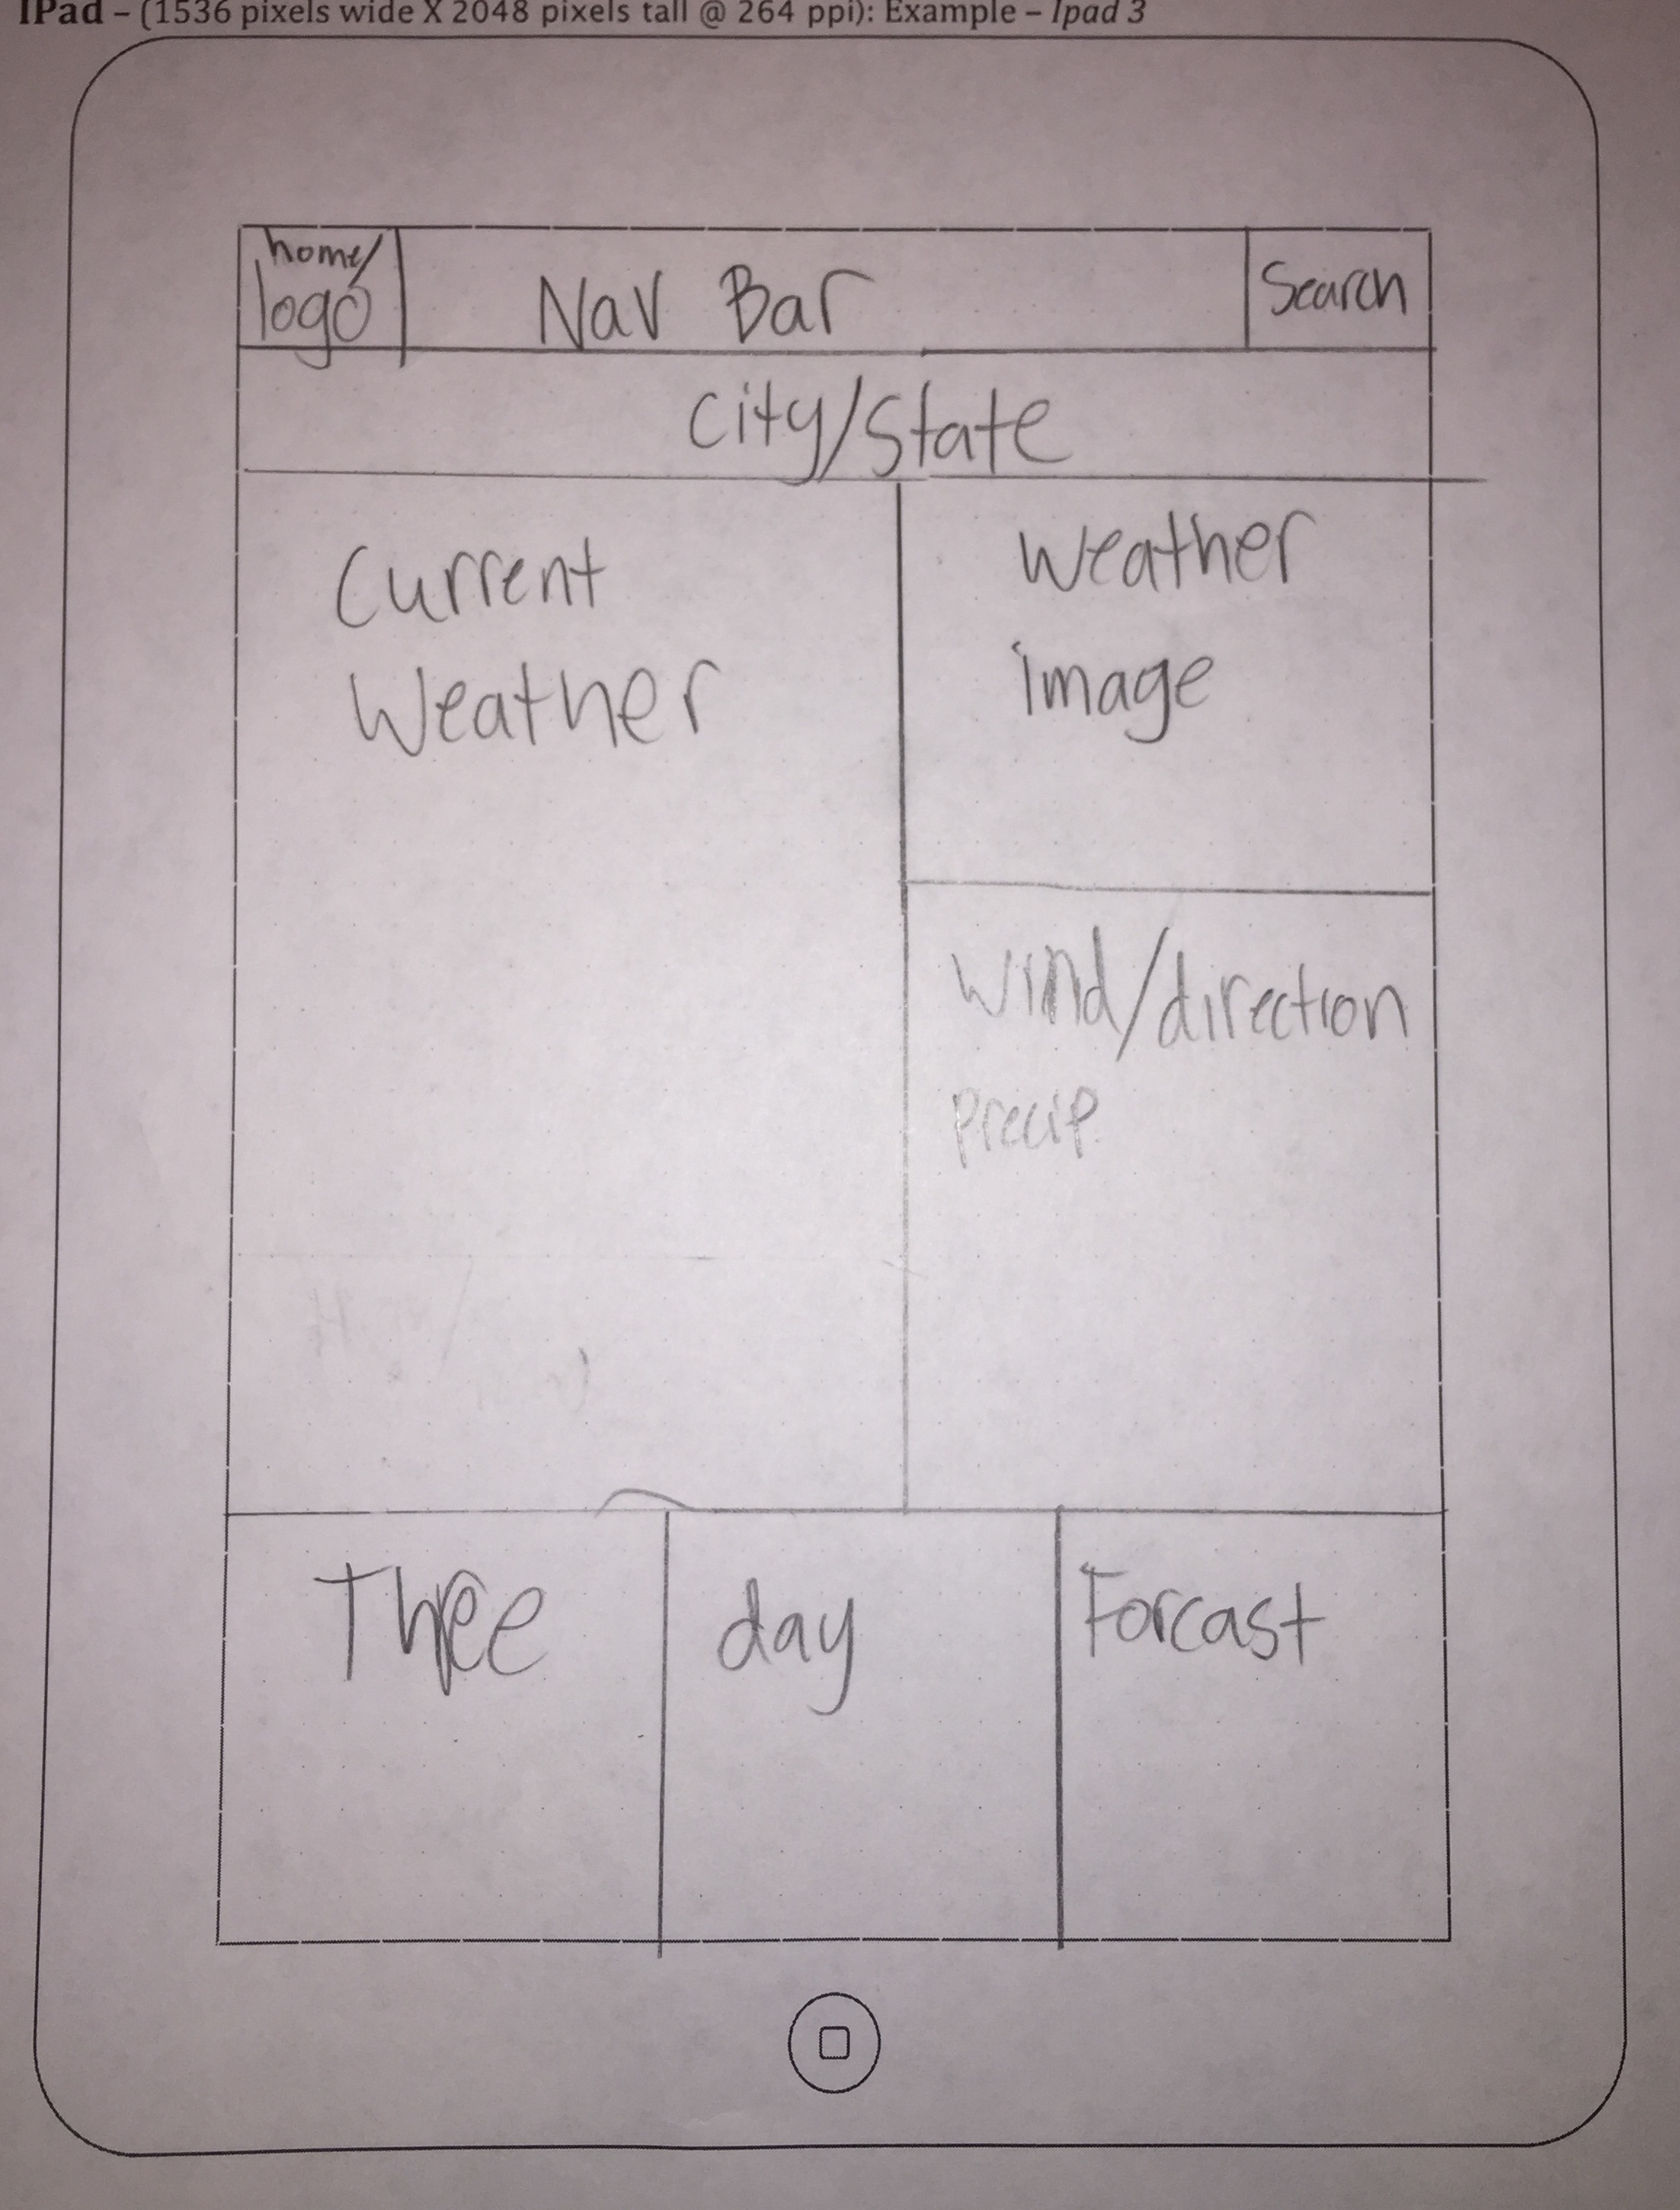 IPad – (1536 pixels wide X 2048 pixels tall @ 264 ppi): Example – Ipad 3
home/
logo
Nav Bar
Search
City/State
Current
Weather
Weather
image
Wind/direction
Precip.
Three
day
Forcast